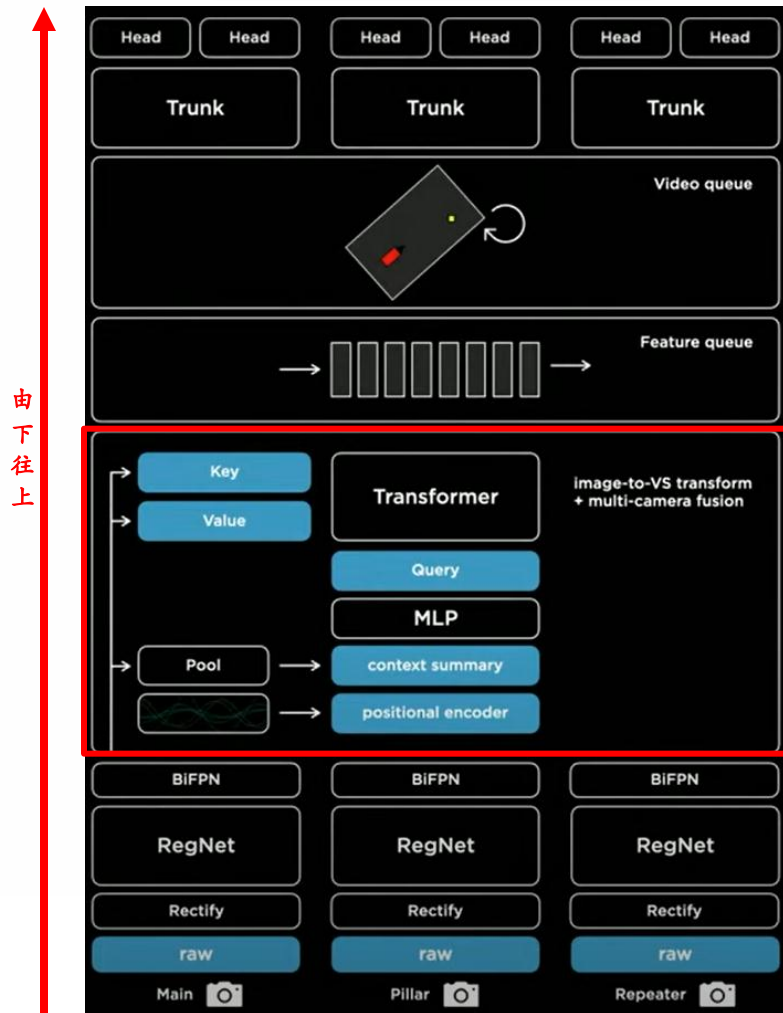 Head Head Head Head Head Head
Trunk Trunk Trunk
Video queue
Feature queue
由
下
往
上
Key
Value
Transformer
image-to-VS transform
+ multi-camera fusion
Query
MLP
Pool
context summary
positional encoder
BiFPN BiFPN BiFPN
RegNet RegNet RegNet
Rectify Rectify Rectify
raw raw raw
Main Pillar Repeater